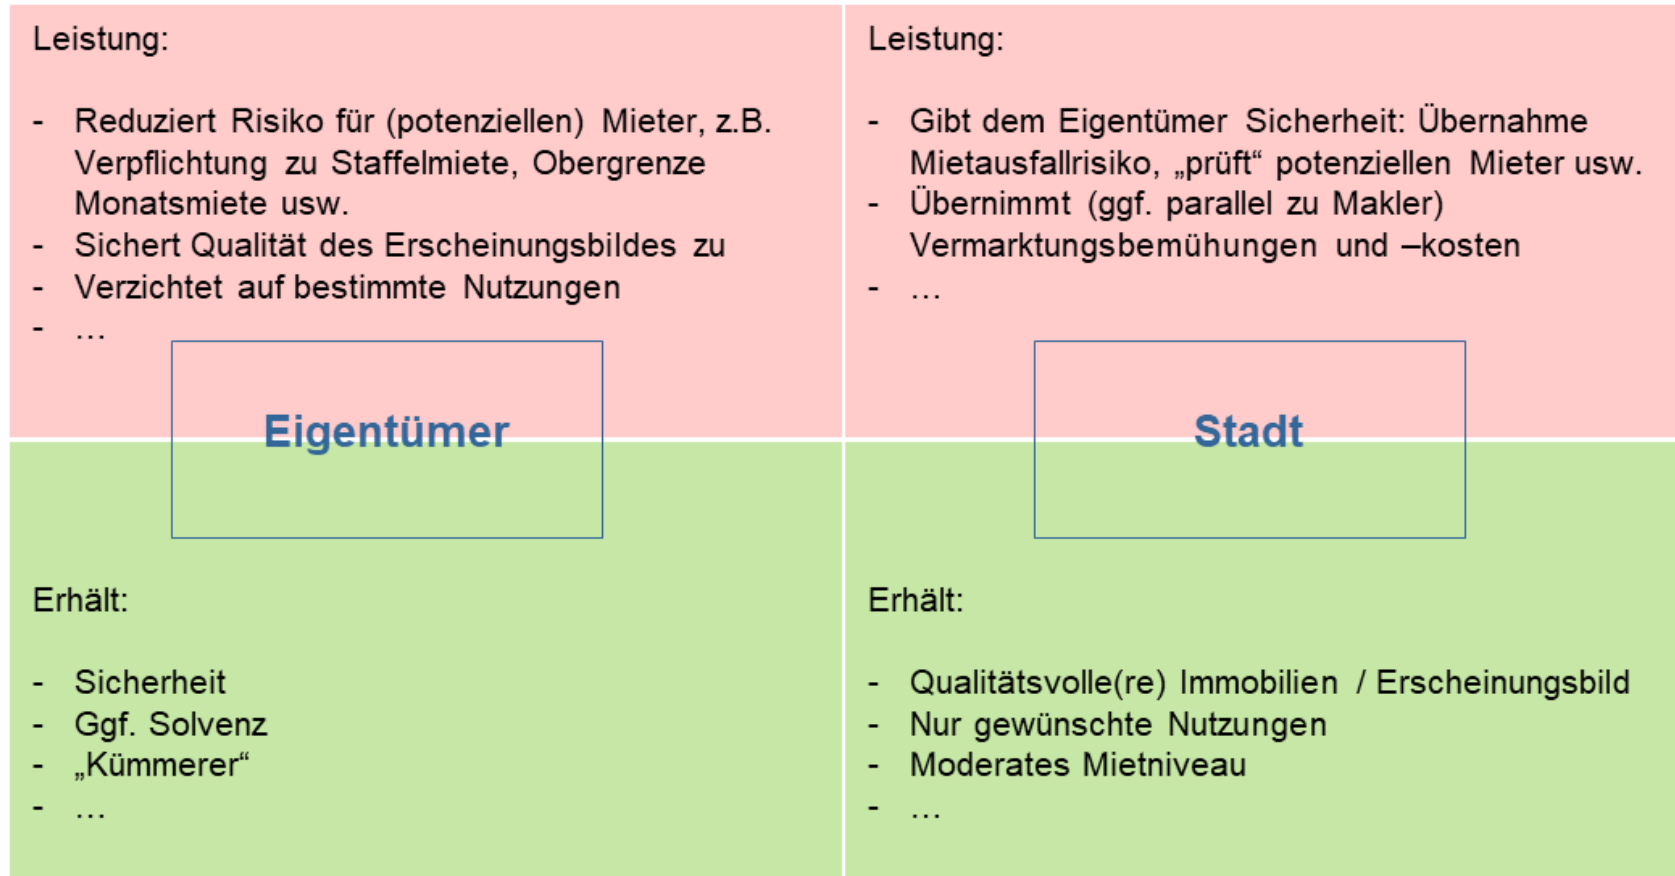 Leistung:
- Reduziert Risiko für (potenziellen) Mieter, z.B.
Verpflichtung zu Staffelmiete, Obergrenze
Monatsmiete usw.
- Sichert Qualität des Erscheinungsbildes zu
- Verzichtet auf bestimmte Nutzungen
- …
Eigentümer
Erhält:
- Sicherheit
- Ggf. Solvenz
- „Kümmerer“
- …
Leistung:
- Gibt dem Eigentümer Sicherheit: Übernahme
Mietausfallrisiko, „prüft“ potenziellen Mieter usw.
- Übernimmt (ggf. parallel zu Makler)
Vermarktungsbemühungen und –kosten
- …
Stadt
Erhält:
- Qualitätsvolle(re) Immobilien / Erscheinungsbild
- Nur gewünschte Nutzungen
- Moderates Mietniveau
- …